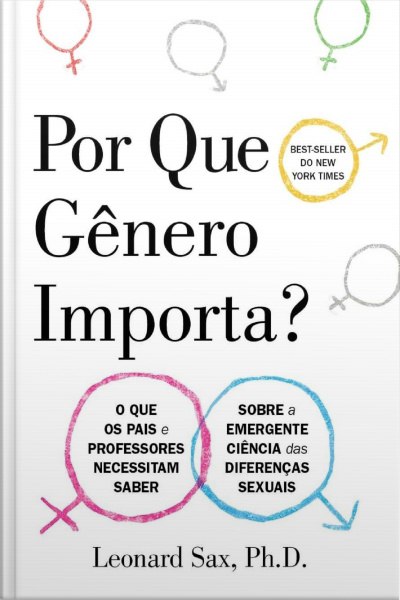 Por Que
Gênero
Importa?
BEST-SELLER
DO NEW
YORK TIMES
O QUE
OS PAIS e
PROFESSORES
NECESSITAM
SABER
SOBRE a
EMERGENTE
CIÊNCIA das
DIFERENÇAS
SEXUAIS
Leonard Sax, Ph.D.